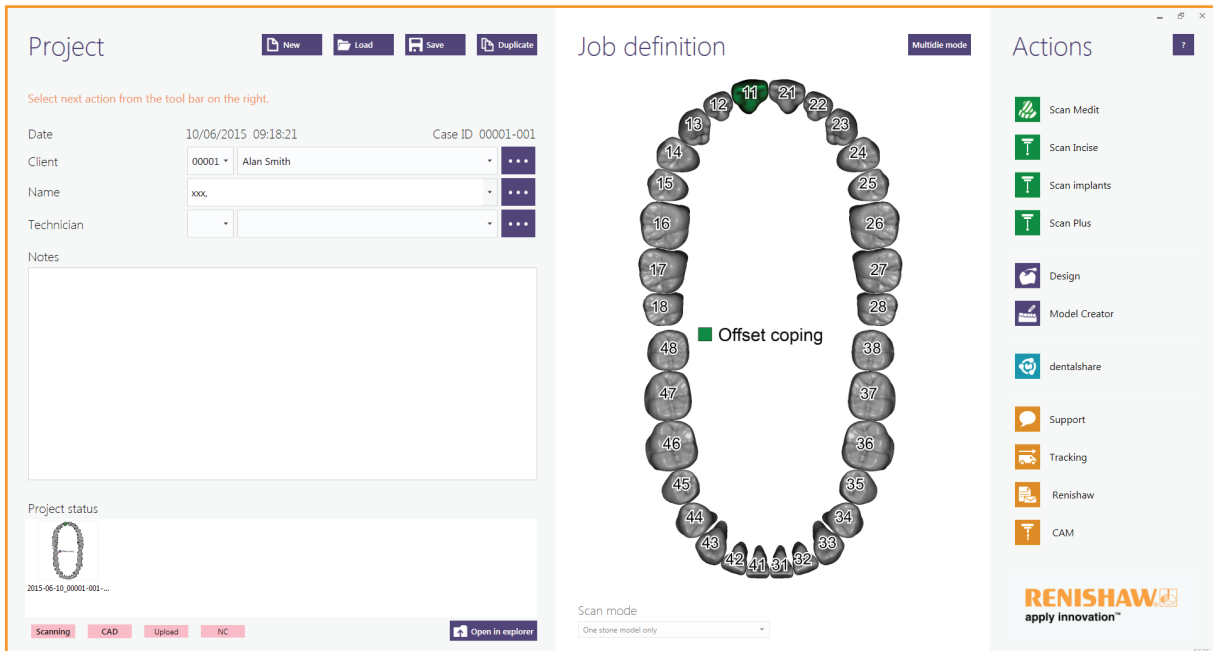 Project
New
Load
Save
Duplicate
Select next action from the tool bar on the right.
Date 10/06/2015 09:18:21 Case ID 00001-001
Client 00001 Alan Smith
Name xxx,
Technician
Notes
Project status
2015-06-10_00001-001-...
Scanning CAD Upload NC
Open in explorer
Job definition
Multidie mode
11 21
12 22
13 23
14 24
15 25
16 26
17 27
18 28
Offset coping
48 38
47 37
46 36
45 35
44 34
43 33
42 41 31 32
Scan mode
One stone model only
Actions
?
Scan Medit
Scan Incise
Scan implants
Scan Plus
Design
Model Creator
dentalshare
Support
Tracking
Renishaw
CAM
RENISHAW
apply innovation™